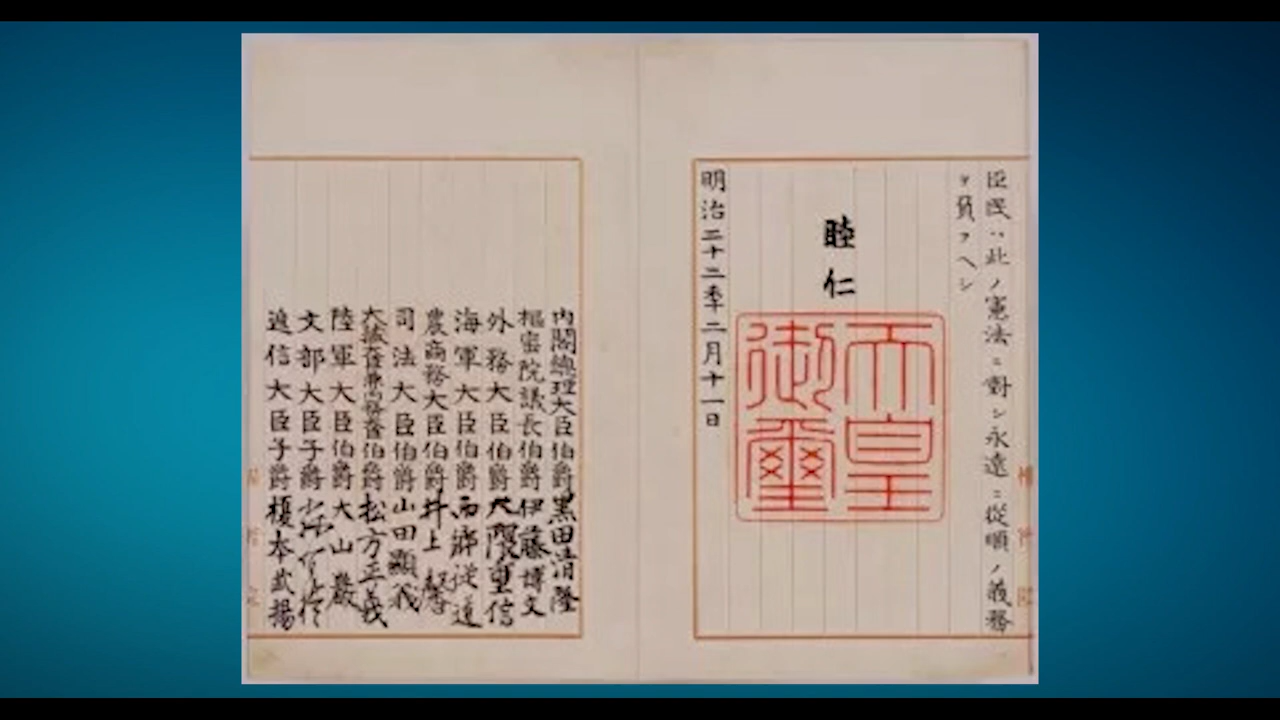 臣民ハ此ノ憲法ニ對シ永遠ニ從順ノ義務
ヲ負フヘシ
睦仁
天皇
御璽
明治二十二年二月十一日
内閣總理大臣伯爵黒田清隆
樞密院議長伯爵伊藤博文
外務大臣伯爵大隈重信
海軍大臣伯爵西郷從道
農商務大臣伯爵井上馨
司法大臣伯爵山田顯義
大藏大臣兼内務大臣伯爵松方正義
陸軍大臣伯爵大山巖
文部大臣子爵
遞信大臣子爵榎本武揚